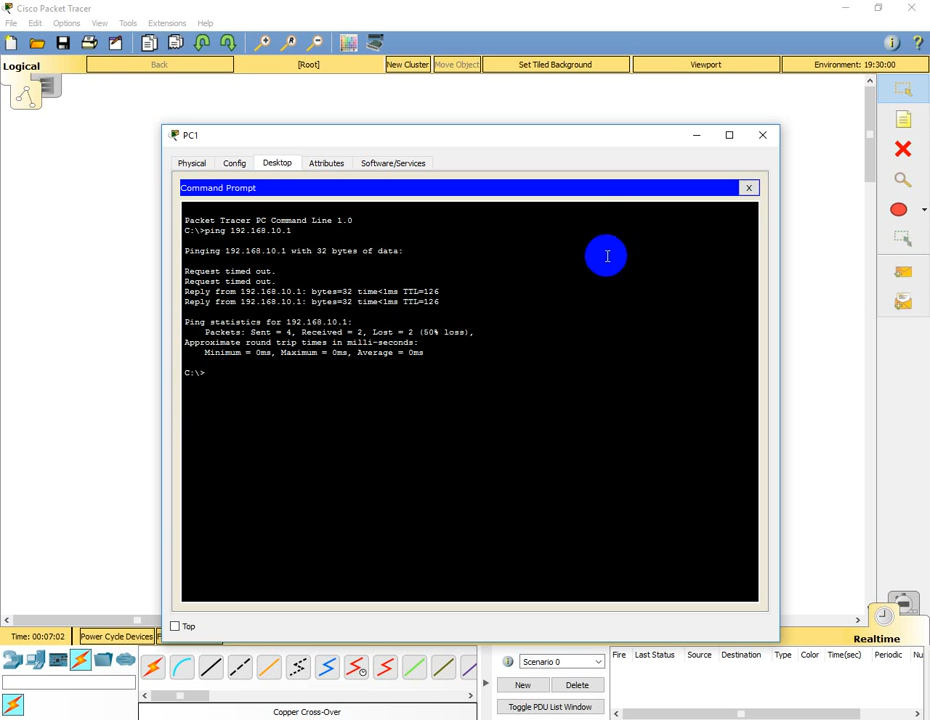 Cisco Packet Tracer
File Edit Options View Tools Extensions Help
Logical
Back
[Root]
New Cluster
Move Object
Set Tiled Background
Viewport
Environment: 19:30:00
PC1
Physical Config Desktop Attributes Software/Services
Command Prompt
X
Packet Tracer PC Command Line 1.0
C:\>ping 192.168.10.1
Pinging 192.168.10.1 with 32 bytes of data:
Request timed out.
Request timed out.
Reply from 192.168.10.1: bytes=32 time<1ms TTL=126
Reply from 192.168.10.1: bytes=32 time<1ms TTL=126
Ping statistics for 192.168.10.1:
Packets: Sent = 4, Received = 2, Lost = 2 (50% loss),
Approximate round trip times in milli-seconds:
Minimum = 0ms, Maximum = 0ms, Average = 0ms
C:\>
Top
Time: 00:07:02
Power Cycle Devices
Realtime
Scenario 0
New
Delete
Toggle PDU List Window
Fire Last Status Source Destination Type Color Time(sec) Periodic Nu
Copper Cross-Over